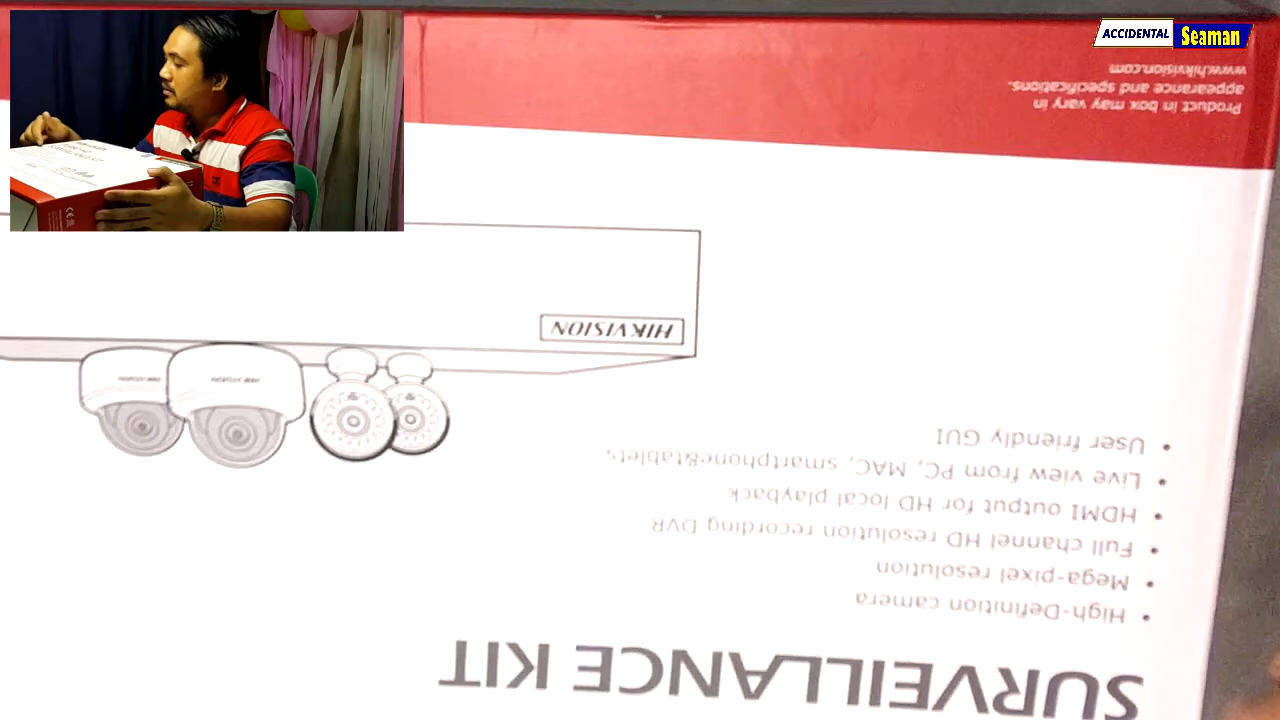 ACCIDENTAL Seaman
SURVEILLANCE KIT
• High-Definition camera
• Mega-pixel resolution
• Full channel HD resolution recording DVR
• HDMI output for HD local playback
• Live view from PC, MAC, smartphone&tablets
• User friendly GUI
HIKVISION
Product in box may vary in
appearance and specifications.
www.hikvision.com